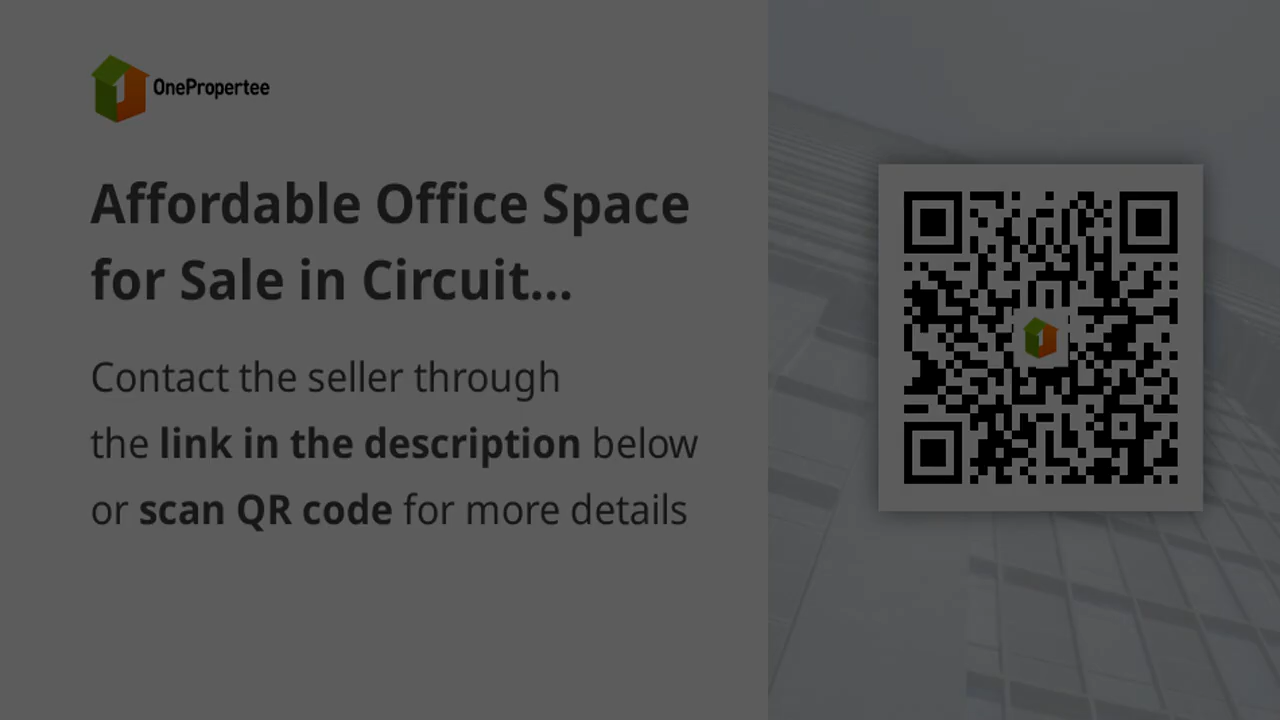 OnePropertee
Affordable Office Space
for Sale in Circuit...
Contact the seller through
the link in the description below
or scan QR code for more details